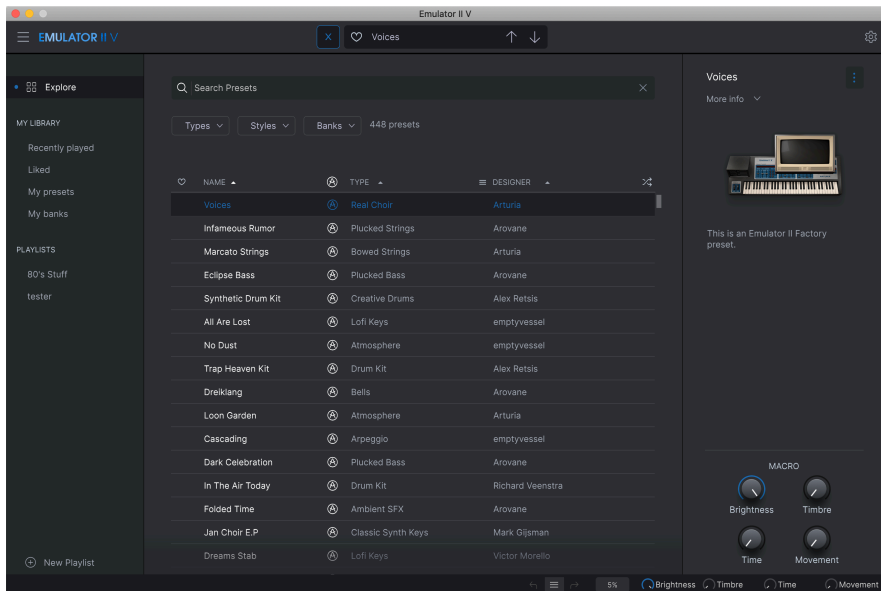 Emulator II V
EMULATOR II V
X
Voices
Explore
MY LIBRARY
Recently played
Liked
My presets
My banks
PLAYLISTS
80's Stuff
tester
New Playlist
Search Presets
Types
Styles
Banks
448 presets
NAME TYPE DESIGNER
Voices Real Choir Arturia
Infameous Rumor Plucked Strings Arovane
Marcato Strings Bowed Strings Arturia
Eclipse Bass Plucked Bass Arovane
Synthetic Drum Kit Creative Drums Alex Retsis
All Are Lost Lofi Keys emptyvessel
No Dust Atmosphere emptyvessel
Trap Heaven Kit Drum Kit Alex Retsis
Dreiklang Bells Arovane
Loon Garden Atmosphere Arturia
Cascading Arpeggio emptyvessel
Dark Celebration Plucked Bass Arovane
In The Air Today Drum Kit Richard Veenstra
Folded Time Ambient SFX Arovane
Jan Choir E.P Classic Synth Keys Mark Gijsman
Dreams Stab Lofi Keys Victor Morello
Voices
More info
This is an Emulator II Factory
preset.
MACRO
Brightness Timbre
Time Movement
5% Brightness Timbre Time Movement